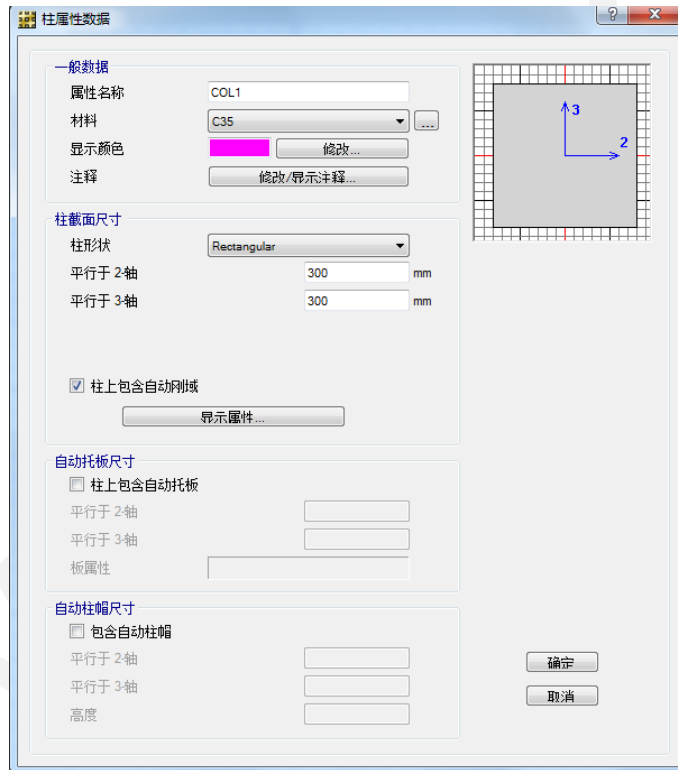 柱属性数据
一般数据
属性名称 COL1
材料 C35 ...
显示颜色 修改...
注释 修改/显示注释...
3
2
柱截面尺寸
柱形状 Rectangular
平行于 2-轴 300 mm
平行于 3-轴 300 mm
柱上包含自动刚域
显示属性...
自动托板尺寸
柱上包含自动托板
平行于 2-轴
平行于 3-轴
板属性
自动柱帽尺寸
包含自动柱帽
平行于 2-轴
平行于 3-轴
高度
确定
取消